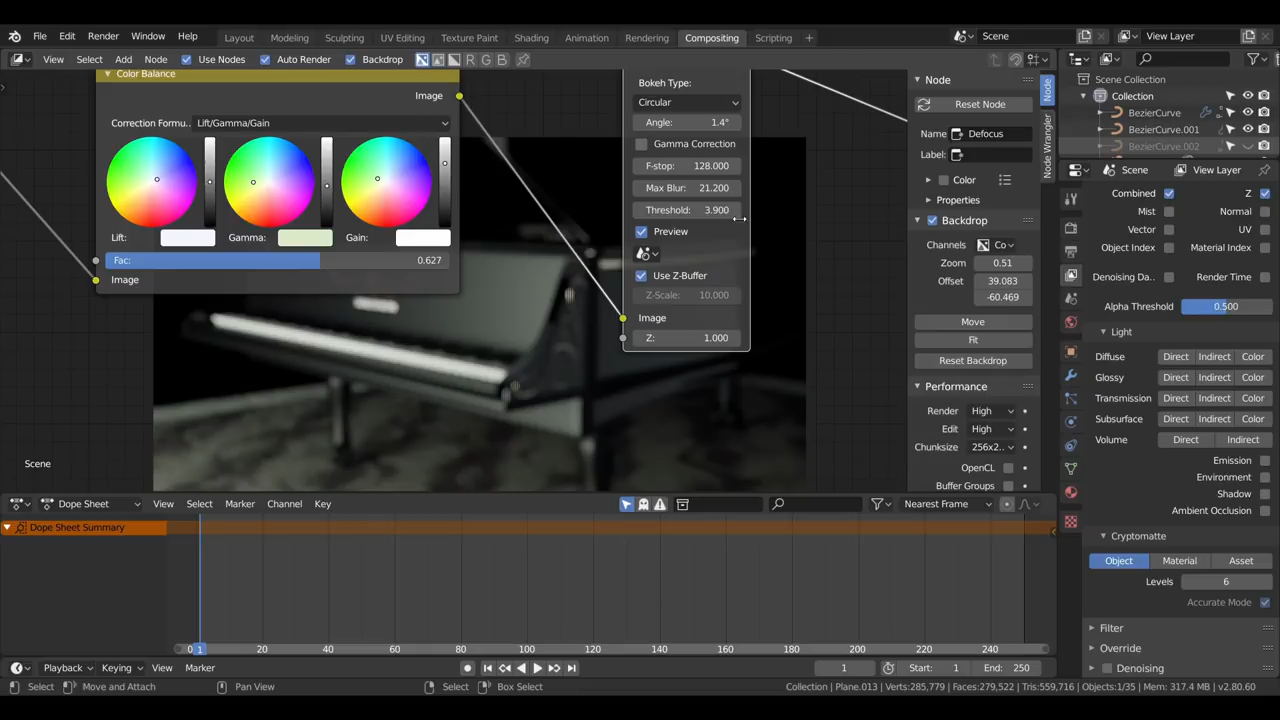 File Edit Render Window Help Layout Modeling Sculpting UV Editing Texture Paint Shading Animation Rendering Compositing Scripting + Scene View Layer
View Select Add Node Use Nodes Auto Render Backdrop R G B
Color Balance
Image
Correction Formu.. Lift/Gamma/Gain
Lift: Gamma: Gain:
Fac: 0.627
Image
Bokeh Type:
Circular
Angle: 1.4°
Gamma Correction
F-stop: 128.000
Max Blur: 21.200
Threshold: 3.900
Preview
Use Z-Buffer
Z-Scale: 10.000
Image
Z: 1.000
Scene
Node
Reset Node
Name Defocus
Label:
Color
Properties
Backdrop
Channels Co
Zoom 0.51
Offset 39.083
-60.469
Move
Fit
Reset Backdrop
Performance
Render High
Edit High
Chunksize 256x2..
OpenCL
Buffer Groups
Node
Node Wrangler
Scene Collection
Collection
BezierCurve
BezierCurve.001
BezierCurve.002
Scene View Layer
Combined Z
Mist Normal
Vector UV
Object Index Material Index
Denoising Da.. Render Time
Alpha Threshold 0.500
Light
Diffuse Direct Indirect Color
Glossy Direct Indirect Color
Transmission Direct Indirect Color
Subsurface Direct Indirect Color
Volume Direct Indirect
Emission
Environment
Shadow
Ambient Occlusion
Cryptomatte
Object Material Asset
Levels 6
Accurate Mode
Filter
Override
Denoising
Dope Sheet View Select Marker Channel Key Nearest Frame
Dope Sheet Summary
0 20 40 60 80 100 120 140 160 180 200 220 240
1
Playback Keying View Marker 1 Start: 1 End: 250
Select Move and Attach Pan View Select Box Select Collection | Plane.013 | Verts:285,779 | Faces:279,522 | Tris:559,716 | Objects:1/35 | Mem: 317.4 MB | v2.80.60